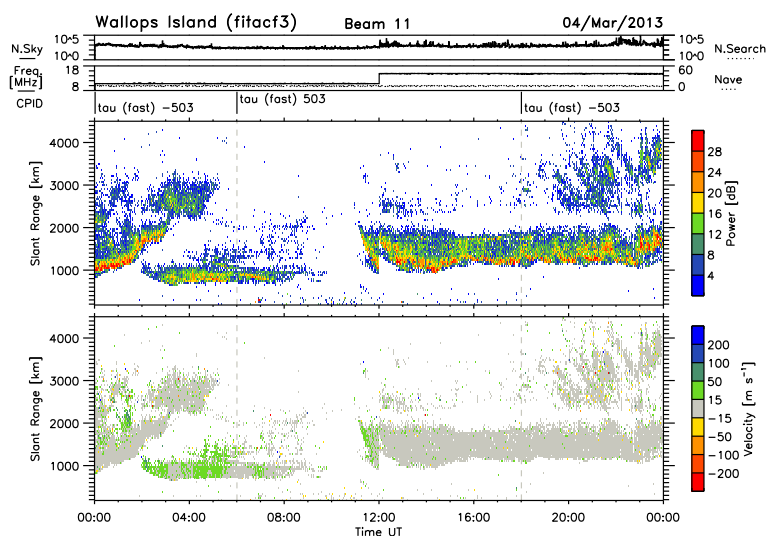 Wallops Island (fitacf3) Beam 11 04/Mar/2013
N.Sky 10^5 10^0 10^5 10^0 N.Search
Freq. [MHz] 18 8 60 0 Nave
CPID tau (fast) -503 tau (fast) 503 tau (fast) -503
Slant Range [km]
4000
3000
2000
1000
Power [dB]
28
24
20
16
12
8
4
Slant Range [km]
4000
3000
2000
1000
Velocity [m s⁻¹]
200
100
50
15
-15
-50
-100
-200
00:00 04:00 08:00 12:00 16:00 20:00 00:00
Time UT